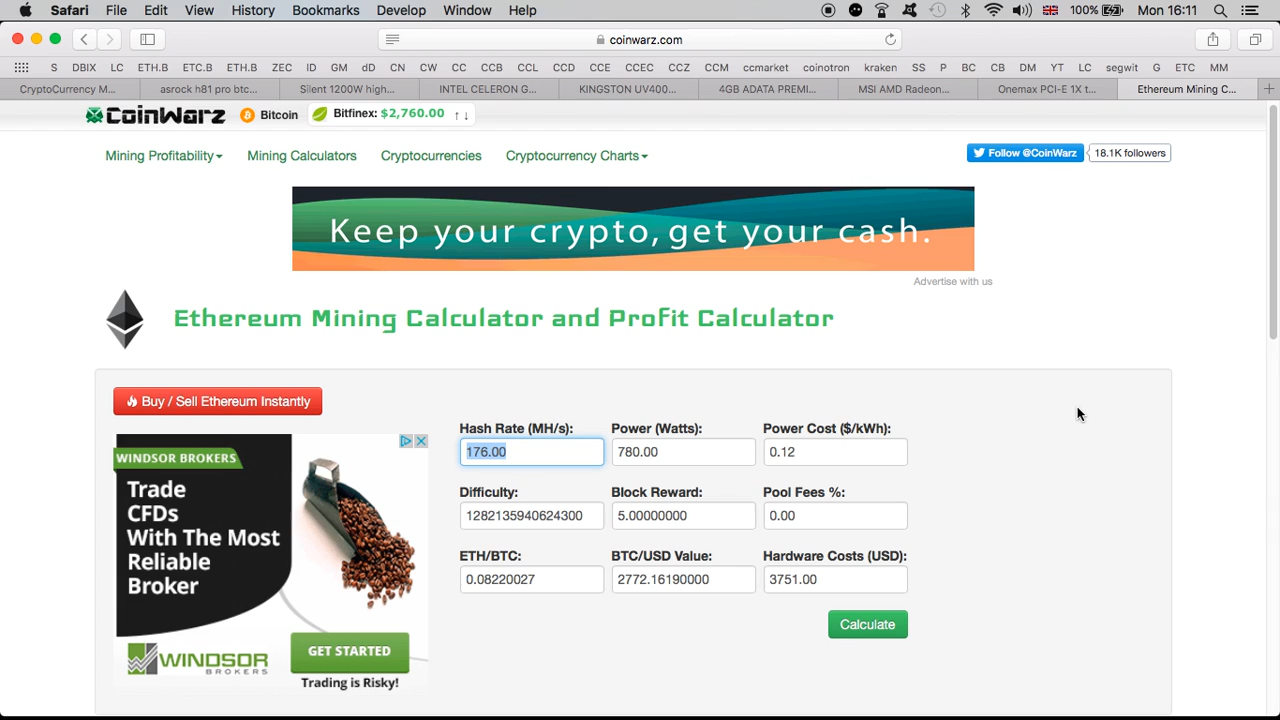 Safari File Edit View History Bookmarks Develop Window Help 100% Mon 16:11
coinwarz.com
S DBIX LC ETH.B ETC.B ETH.B ZEC ID GM dD CN CW CC CCB CCL CCD CCE CCEC CCZ CCM ccmarket coinotron kraken SS P BC CB DM YT LC segwit G ETC MM
CryptoCurrency M... asrock h81 pro btc... Silent 1200W high... INTEL CELERON G... KINGSTON UV400... 4GB ADATA PREMI... MSI AMD Radeon... Onemax PCI-E 1X t... Ethereum Mining C...
CoinWarz Bitcoin Bitfinex: $2,760.00 ↑ ↓
Mining Profitability Mining Calculators Cryptocurrencies Cryptocurrency Charts Follow @CoinWarz 18.1K followers
Keep your crypto, get your cash.
Advertise with us
Ethereum Mining Calculator and Profit Calculator
Buy / Sell Ethereum Instantly
WINDSOR BROKERS
Trade
CFDs
With The Most
Reliable
Broker
WINDSOR
BROKERS
GET STARTED
Trading is Risky!
Hash Rate (MH/s): Power (Watts): Power Cost ($/kWh):
176.00 780.00 0.12
Difficulty: Block Reward: Pool Fees %:
1282135940624300 5.00000000 0.00
ETH/BTC: BTC/USD Value: Hardware Costs (USD):
0.08220027 2772.16190000 3751.00
Calculate